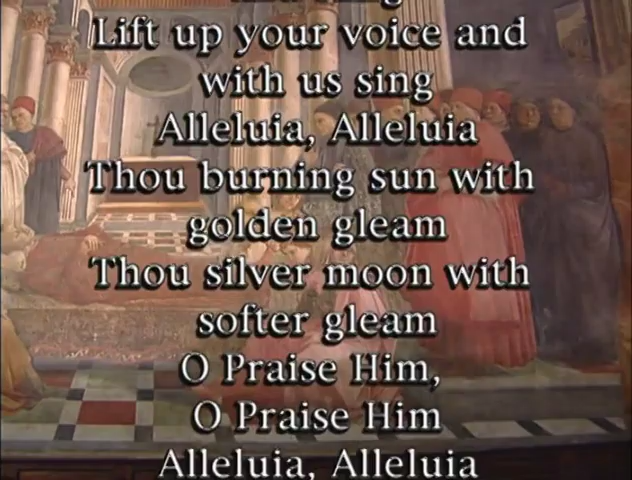 Lift up your voice and
with us sing
Alleluia, Alleluia
Thou burning sun with
golden gleam
Thou silver moon with
softer gleam
O Praise Him,
O Praise Him
Alleluia, Alleluia